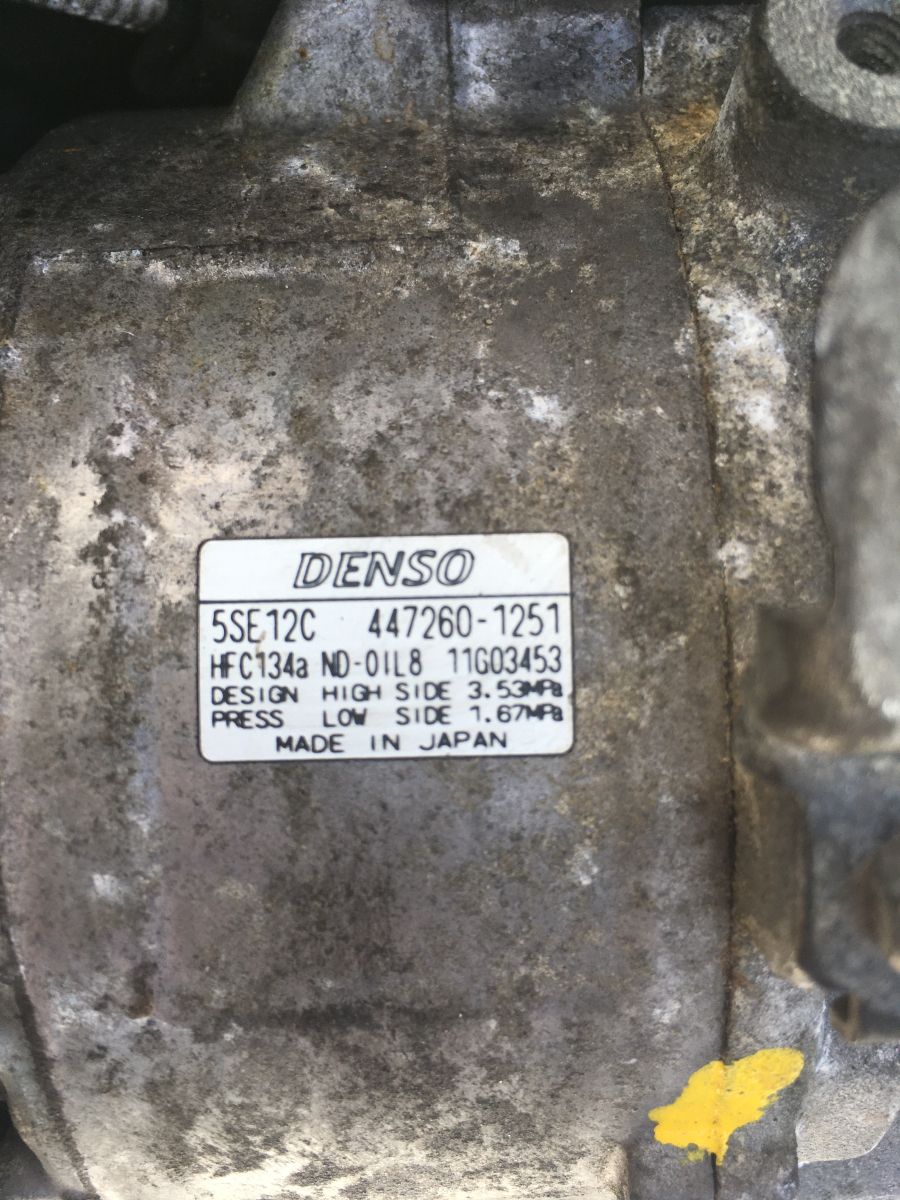 DENSO
5SE12C 447260-1251
HFC134a ND-OIL8 11G03453
DESIGN HIGH SIDE 3.53MPa
PRESS LOW SIDE 1.67MPa
MADE IN JAPAN